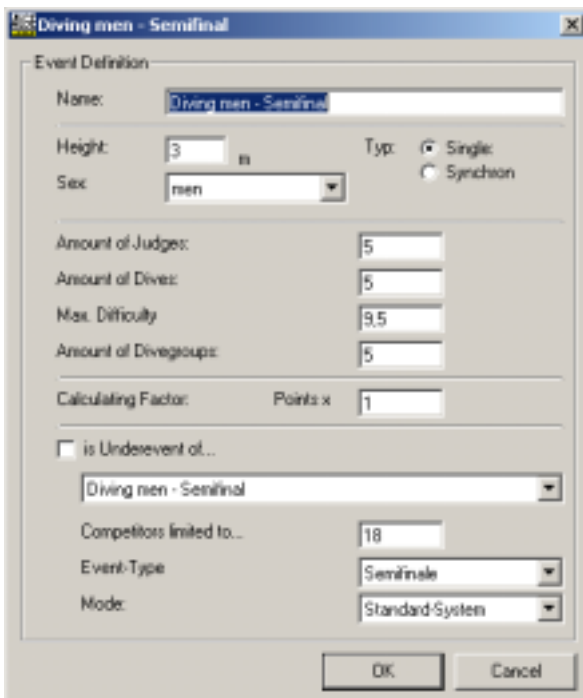 Diving men - Semifinal
Event Definition
Name: Diving men - Semifinal
Height: 3 m Typ: Single
Synchron
Sex: men
Amount of Judges: 5
Amount of Dives: 5
Max. Difficulty 9,5
Amount of Divegroups: 5
Calculating Factor: Points x 1
is Underevent of...
Diving men - Semifinal
Competitors limited to... 18
Event-Type Semifinale
Mode: Standard-System
OK Cancel